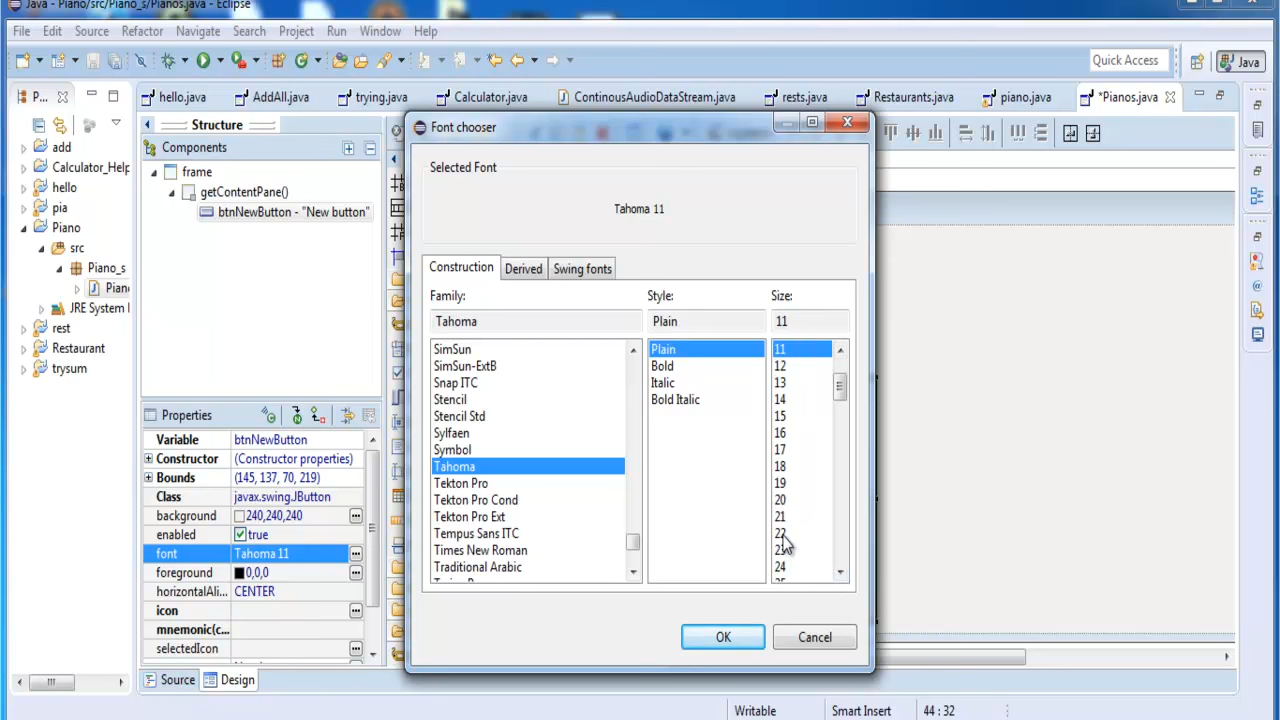 Java - Piano/src/Piano_s/Pianos.java - Eclipse
File Edit Source Refactor Navigate Search Project Run Window Help
Quick Access
Java
P...
hello.java
AddAll.java
trying.java
Calculator.java
ContinousAudioDataStream.java
rests.java
Restaurants.java
piano.java
*Pianos.java
add
Calculator_Help
hello
pia
Piano
src
Piano_s
Piano
JRE System l
rest
Restaurant
trysum
Structure
Components
frame
getContentPane()
btnNewButton - "New button"
Properties
Variable btnNewButton
Constructor (Constructor properties)
Bounds (145, 137, 70, 219)
Class javax.swing.JButton
background 240,240,240
enabled true
font Tahoma 11
foreground 0,0,0
horizontalAli... CENTER
icon
mnemonic(c...
selectedIcon
Source Design
Font chooser
Selected Font
Tahoma 11
Construction Derived Swing fonts
Family: Style: Size:
Tahoma Plain 11
SimSun
SimSun-ExtB
Snap ITC
Stencil
Stencil Std
Sylfaen
Symbol
Tahoma
Tekton Pro
Tekton Pro Cond
Tekton Pro Ext
Tempus Sans ITC
Times New Roman
Traditional Arabic
Plain
Bold
Italic
Bold Italic
11
12
13
14
15
16
17
18
19
20
21
22
23
24
OK Cancel
Writable Smart Insert 44 : 32